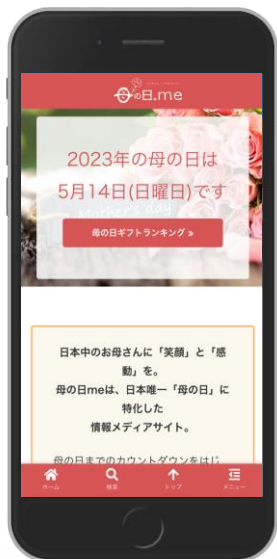 母の日.me
2023年の母の日は
5月14日(日曜日)です
Mother's day
母の日ギフトランキング »
日本中のお母さんに「笑顔」と「感
動」を。
母の日meは、日本唯一「母の日」に
特化した
情報メディアサイト。
母の日までのカウントダウンをはじ
ホーム
検索
トップ
メニュー